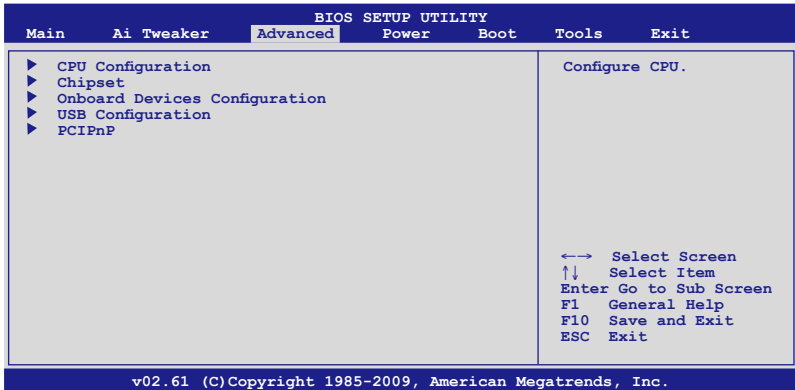 BIOS SETUP UTILITY
Main Ai Tweaker Advanced Power Boot Tools Exit
CPU Configuration
Chipset
Onboard Devices Configuration
USB Configuration
PCIPnP
Configure CPU.
←→ Select Screen
↑↓ Select Item
Enter Go to Sub Screen
F1 General Help
F10 Save and Exit
ESC Exit
v02.61 (C)Copyright 1985-2009, American Megatrends, Inc.